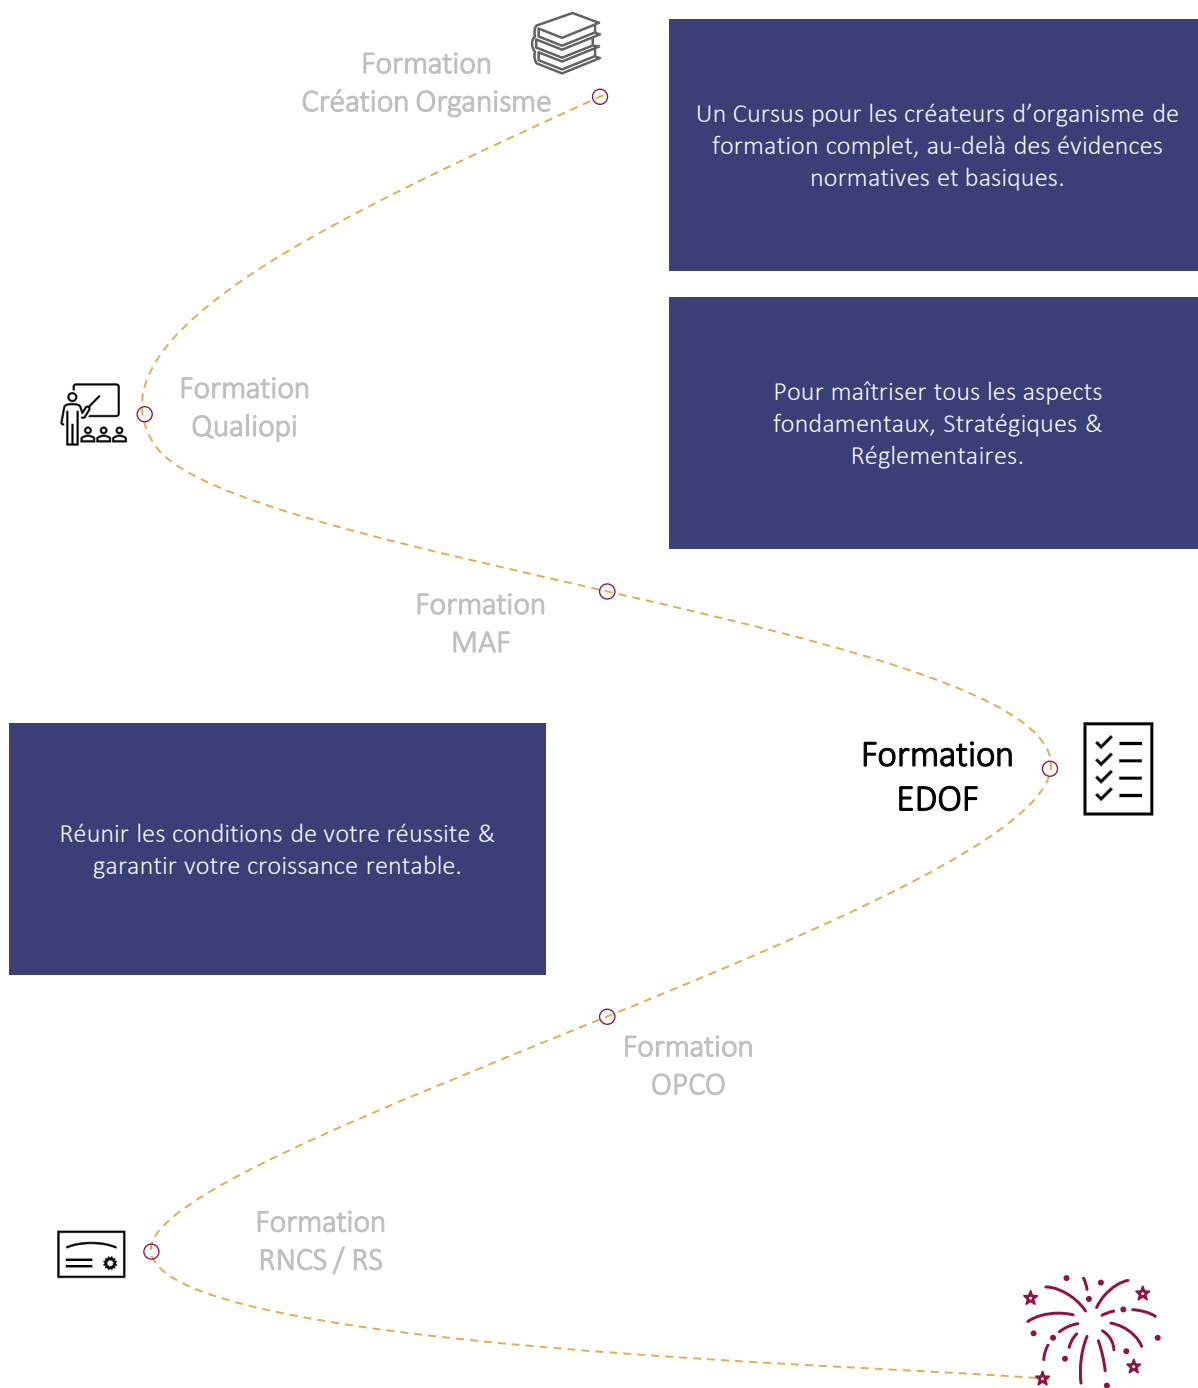 Formation
Création Organisme
Un Cursus pour les créateurs d’organisme de
formation complet, au-delà des évidences
normatives et basiques.
Formation
Qualiopi
Pour maîtriser tous les aspects
fondamentaux, Stratégiques &
Réglementaires.
Formation
MAF
Formation
EDOF
Réunir les conditions de votre réussite &
garantir votre croissance rentable.
Formation
OPCO
Formation
RNCS / RS